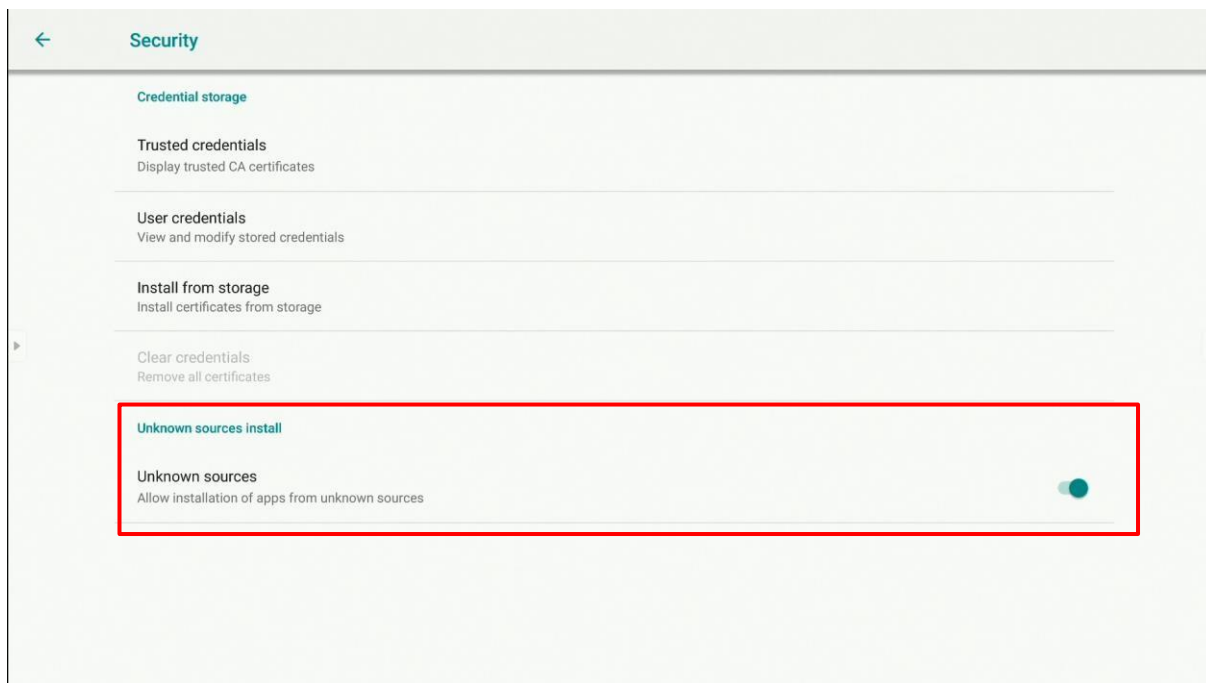 Security
Credential storage
Trusted credentials
Display trusted CA certificates
User credentials
View and modify stored credentials
Install from storage
Install certificates from storage
Clear credentials
Remove all certificates
Unknown sources install
Unknown sources
Allow installation of apps from unknown sources